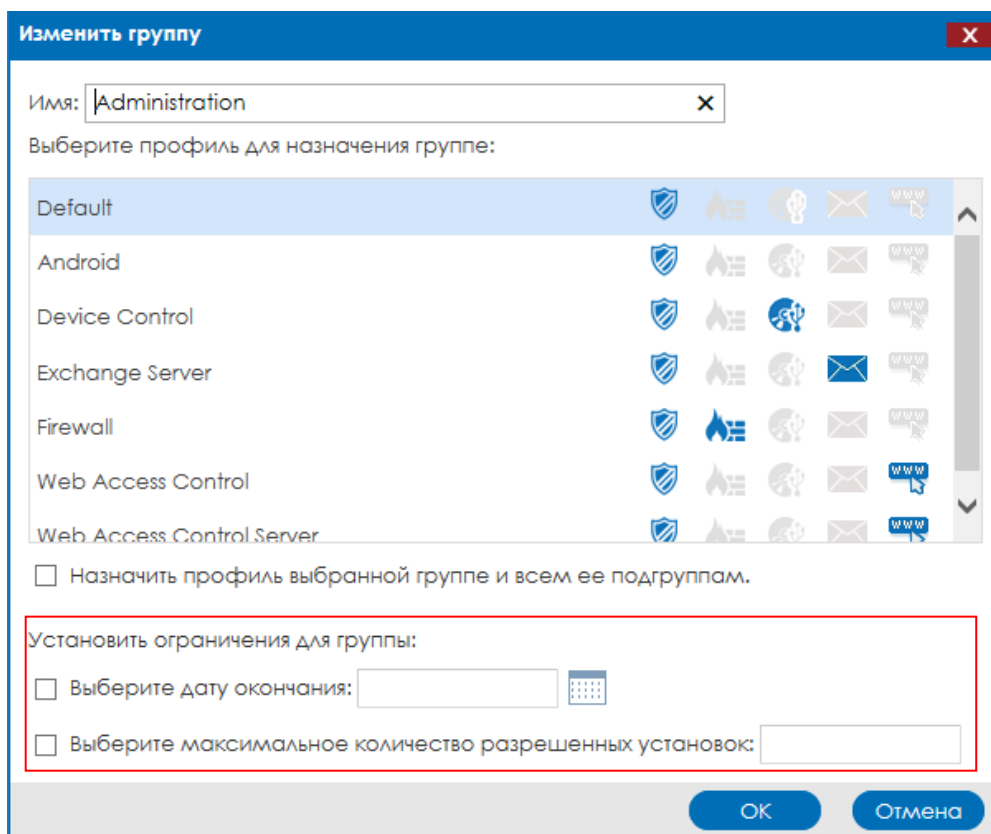 Изменить группу X
Имя: Administration ×
Выберите профиль для назначения группе:
Default
Android
Device Control
Exchange Server
Firewall
Web Access Control WWW
Web Access Control Server WWW
Назначить профиль выбранной группе и всем ее подгруппам.
Установить ограничения для группы:
Выберите дату окончания:
Выберите максимальное количество разрешенных установок:
OK Отмена